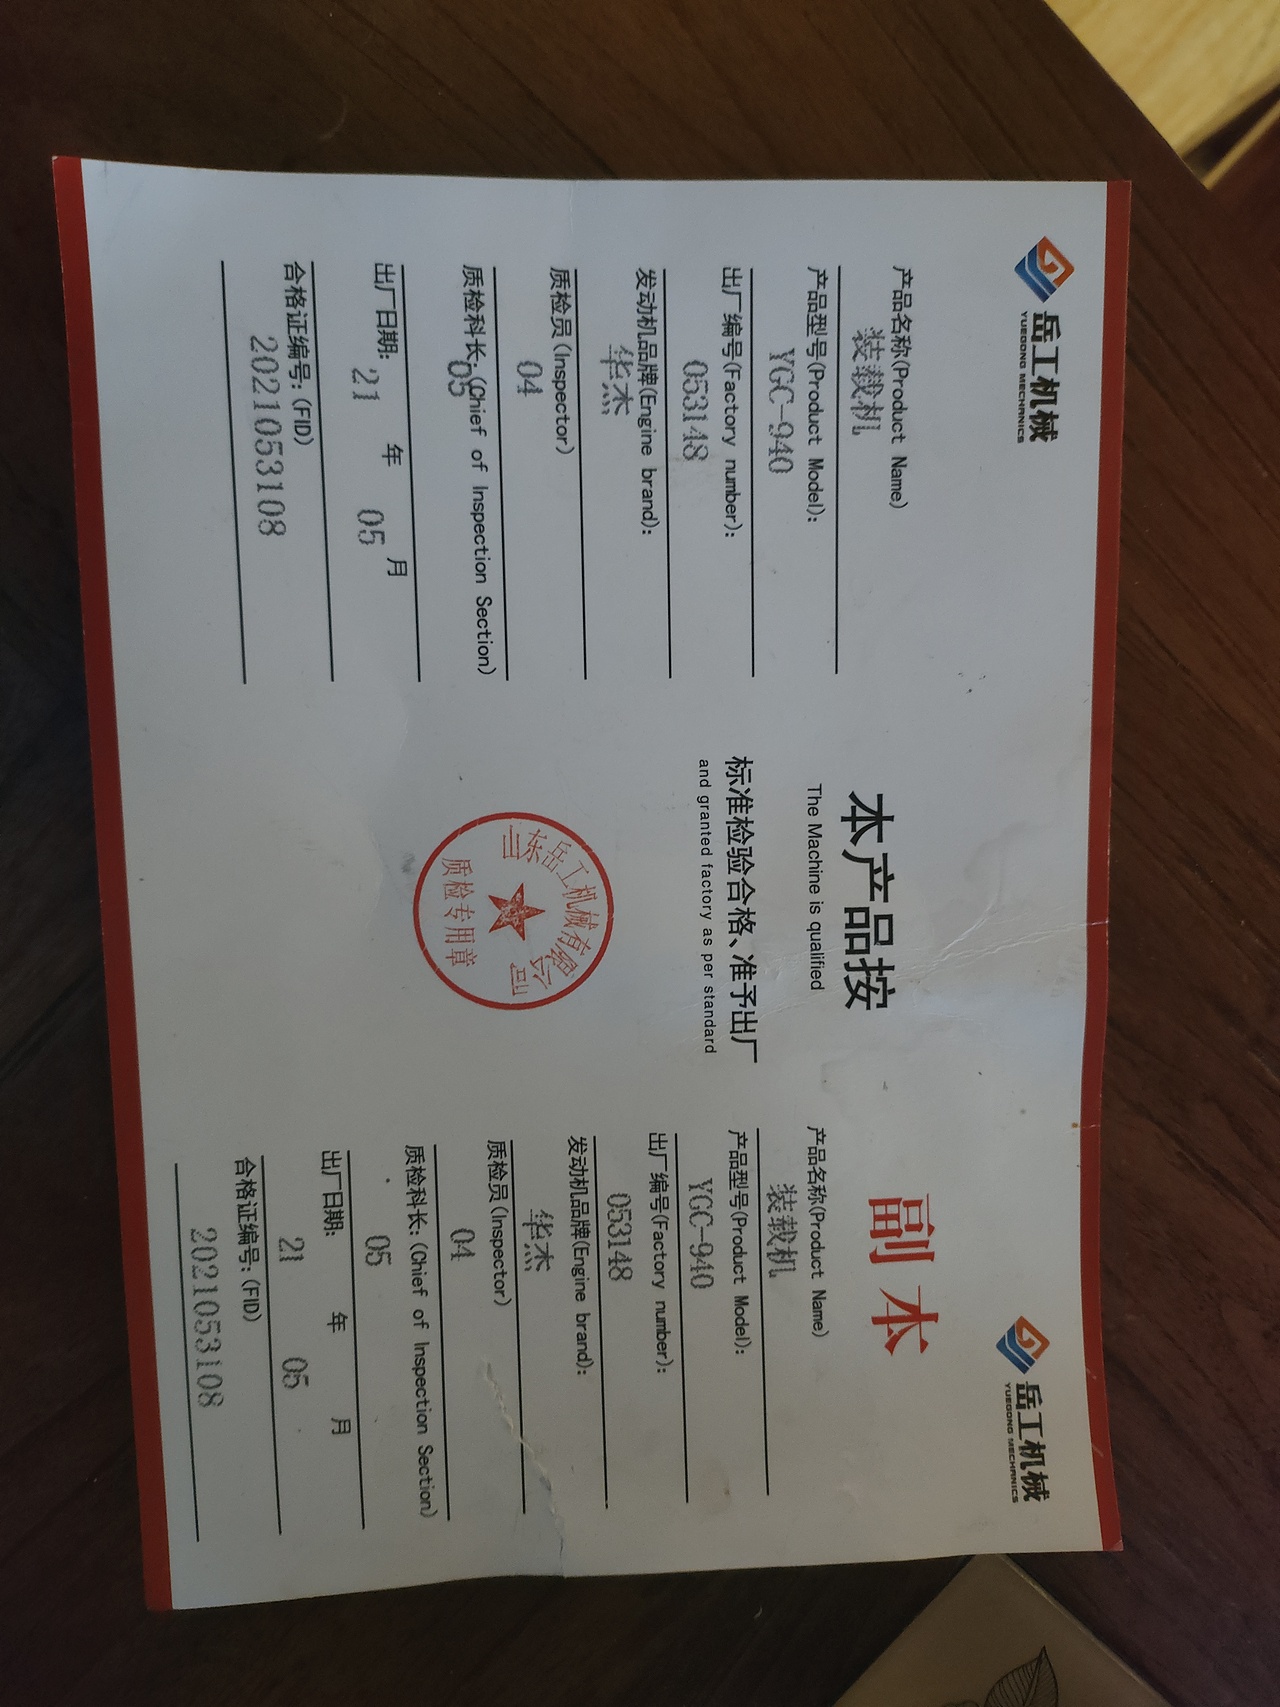 岳工机械
YUEGONG MECHANICS
产品名称(Product Name)
装载机
产品型号(Product Model):
YGC-940
出厂编号(Factory number):
053148
发动机品牌(Engine brand):
华杰
质检员(Inspector)
04
质检科长:(Chief of Inspection Section)
05
出厂日期:
21 年 05 月
合格证编号:(FID)
2021053108
本产品按
The Machine is qualified
标准检验合格、准予出厂
and granted factory as per standard
山东岳工机械有限公司
质检专用章
岳工机械
YUEGONG MECHANICS
副本
产品名称(Product Name)
装载机
产品型号(Product Model):
YGC-940
出厂编号(Factory number):
053148
发动机品牌(Engine brand):
华杰
质检员(Inspector)
04
质检科长:(Chief of Inspection Section)
05
出厂日期:
21 年 05 月
合格证编号:(FID)
2021053108